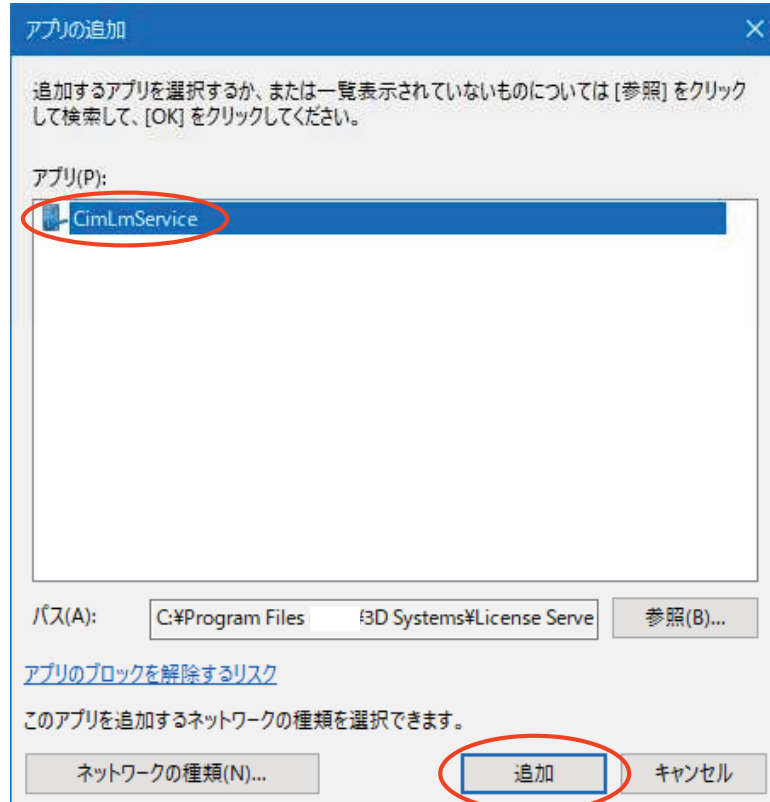 アプリの追加
追加するアプリを選択するか、または一覧表示されていないものについては [参照] をクリック
して検索して、[OK] をクリックしてください。
アプリ(P):
CimLmService
パス(A):
C:¥Program Files ¥3D Systems¥License Serve
参照(B)...
アプリのブロックを解除するリスク
このアプリを追加するネットワークの種類を選択できます。
ネットワークの種類(N)...
追加
キャンセル